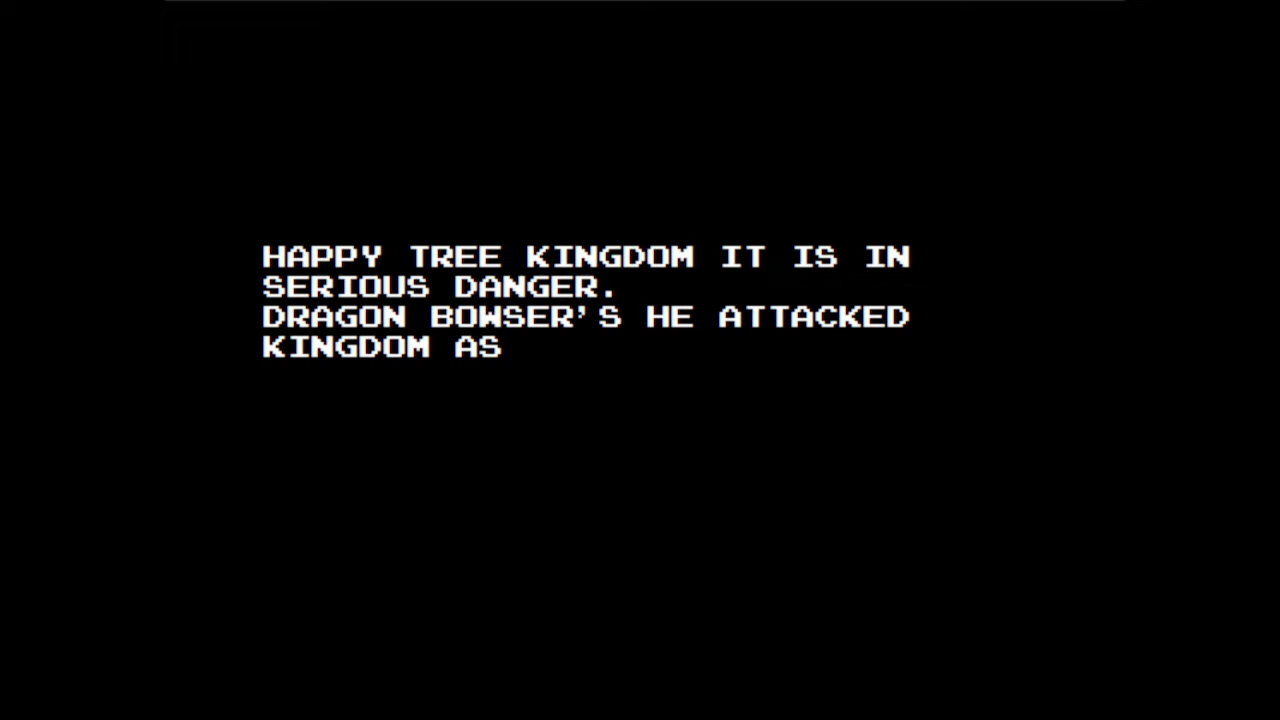 HAPPY TREE KINGDOM IT IS IN
SERIOUS DANGER.
DRAGON BOWSER'S HE ATTACKED
KINGDOM AS